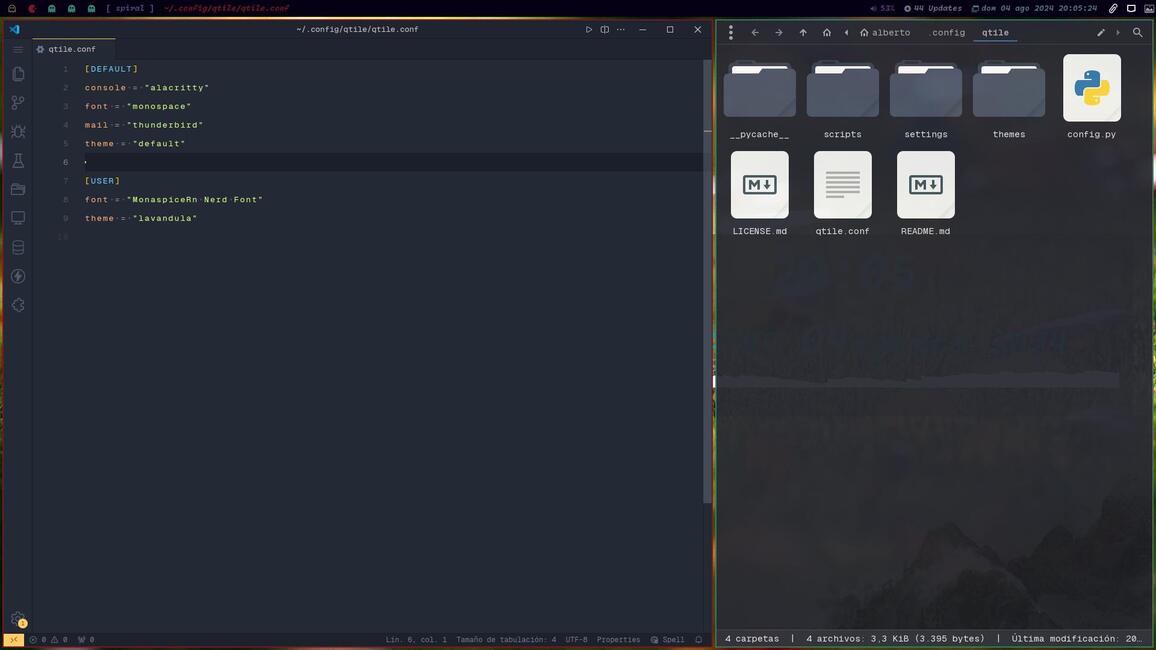 [ spiral ] ~/.config/qtile/qtile.conf 53% 44 Updates dom 04 ago 2024 20:05:24
~/.config/qtile/qtile.conf
qtile.conf
1 [DEFAULT]
2 console = "alacritty"
3 font = "monospace"
4 mail = "thunderbird"
5 theme = "default"
6
7 [USER]
8 font = "MonaspiceRn Nerd Font"
9 theme = "lavandula"
10
1
0 0 0 Lín. 6, col. 1 Tamaño de tabulación: 4 UTF-8 Properties Spell
alberto .config qtile
__pycache__ scripts settings themes config.py
LICENSE.md qtile.conf README.md
4 carpetas | 4 archivos: 3,3 KiB (3.395 bytes) | Última modificación: 20…